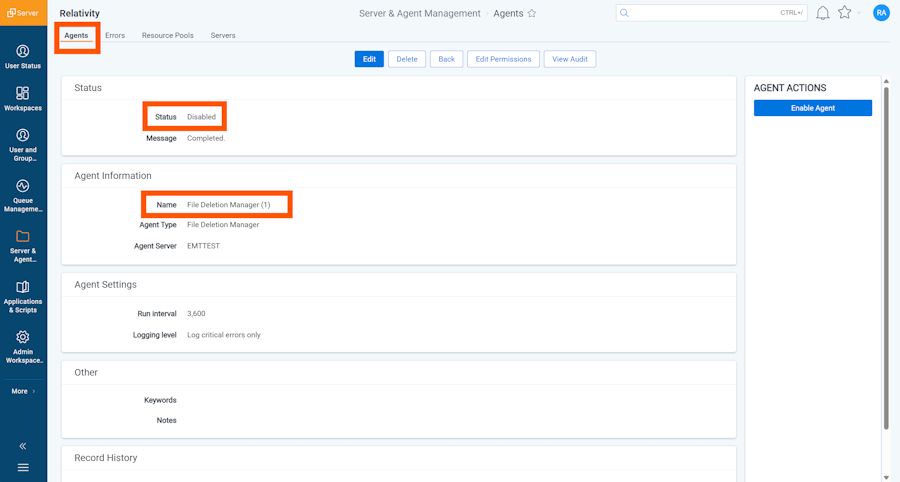 Server
Relativity
Server & Agent Management
Agents
CTRL+/
RA
Agents
Errors
Resource Pools
Servers
User Status
Workspaces
User and
Group...
Queue
Manageme...
Server &
Agent...
Applications
& Scripts
Admin
Workspace..
More
Edit
Delete
Back
Edit Permissions
View Audit
Status
Status Disabled
Message Completed.
Agent Information
Name File Deletion Manager (1)
Agent Type File Deletion Manager
Agent Server EMTTEST
Agent Settings
Run interval 3,600
Logging level Log critical errors only
Other
Keywords
Notes
Record History
AGENT ACTIONS
Enable Agent